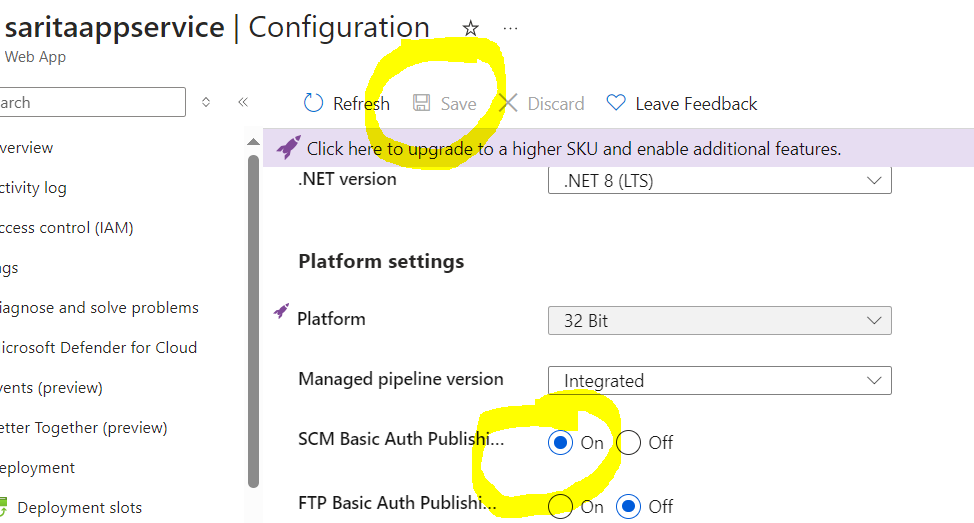 saritaappservice | Configuration
Web App
arch
Refresh
Save
Discard
Leave Feedback
Click here to upgrade to a higher SKU and enable additional features.
verview
ctivity log
ccess control (IAM)
gs
iagnose and solve problems
icrosoft Defender for Cloud
vents (preview)
etter Together (preview)
eployment
Deployment slots
.NET version
.NET 8 (LTS)
Platform settings
Platform
32 Bit
Managed pipeline version
Integrated
SCM Basic Auth Publishi...
On
Off
FTP Basic Auth Publishi...
On
Off